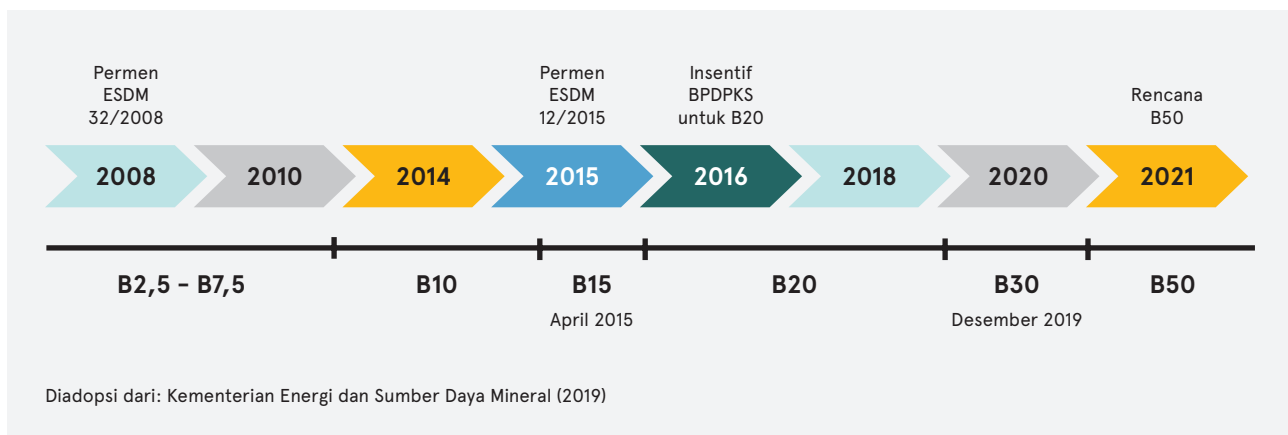 Permen
ESDM
32/2008
Permen
ESDM
12/2015
Insentif
BPDPKS
untuk B20
Rencana
B50
2008
2010
2014
2015
2016
2018
2020
2021
B2,5 - B7,5
B10
B15
B20
B30
B50
April 2015
Desember 2019
Diadopsi dari: Kementerian Energi dan Sumber Daya Mineral (2019)